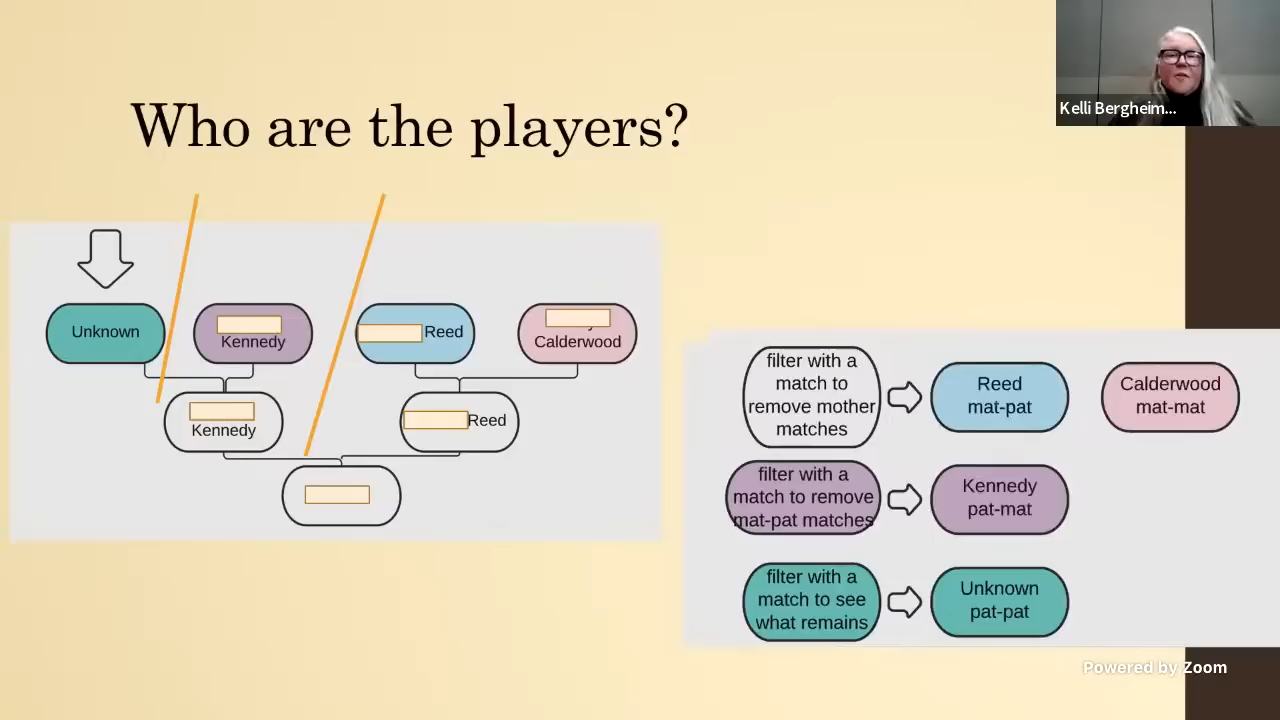 Who are the players?
Kelli Bergheim...
Unknown
Kennedy
Reed
Calderwood
Kennedy
Reed
filter with a
match to
remove mother
matches
Reed
mat-pat
Calderwood
mat-mat
filter with a
match to remove
mat-pat matches
Kennedy
pat-mat
filter with a
match to see
what remains
Unknown
pat-pat
Powered by Zoom